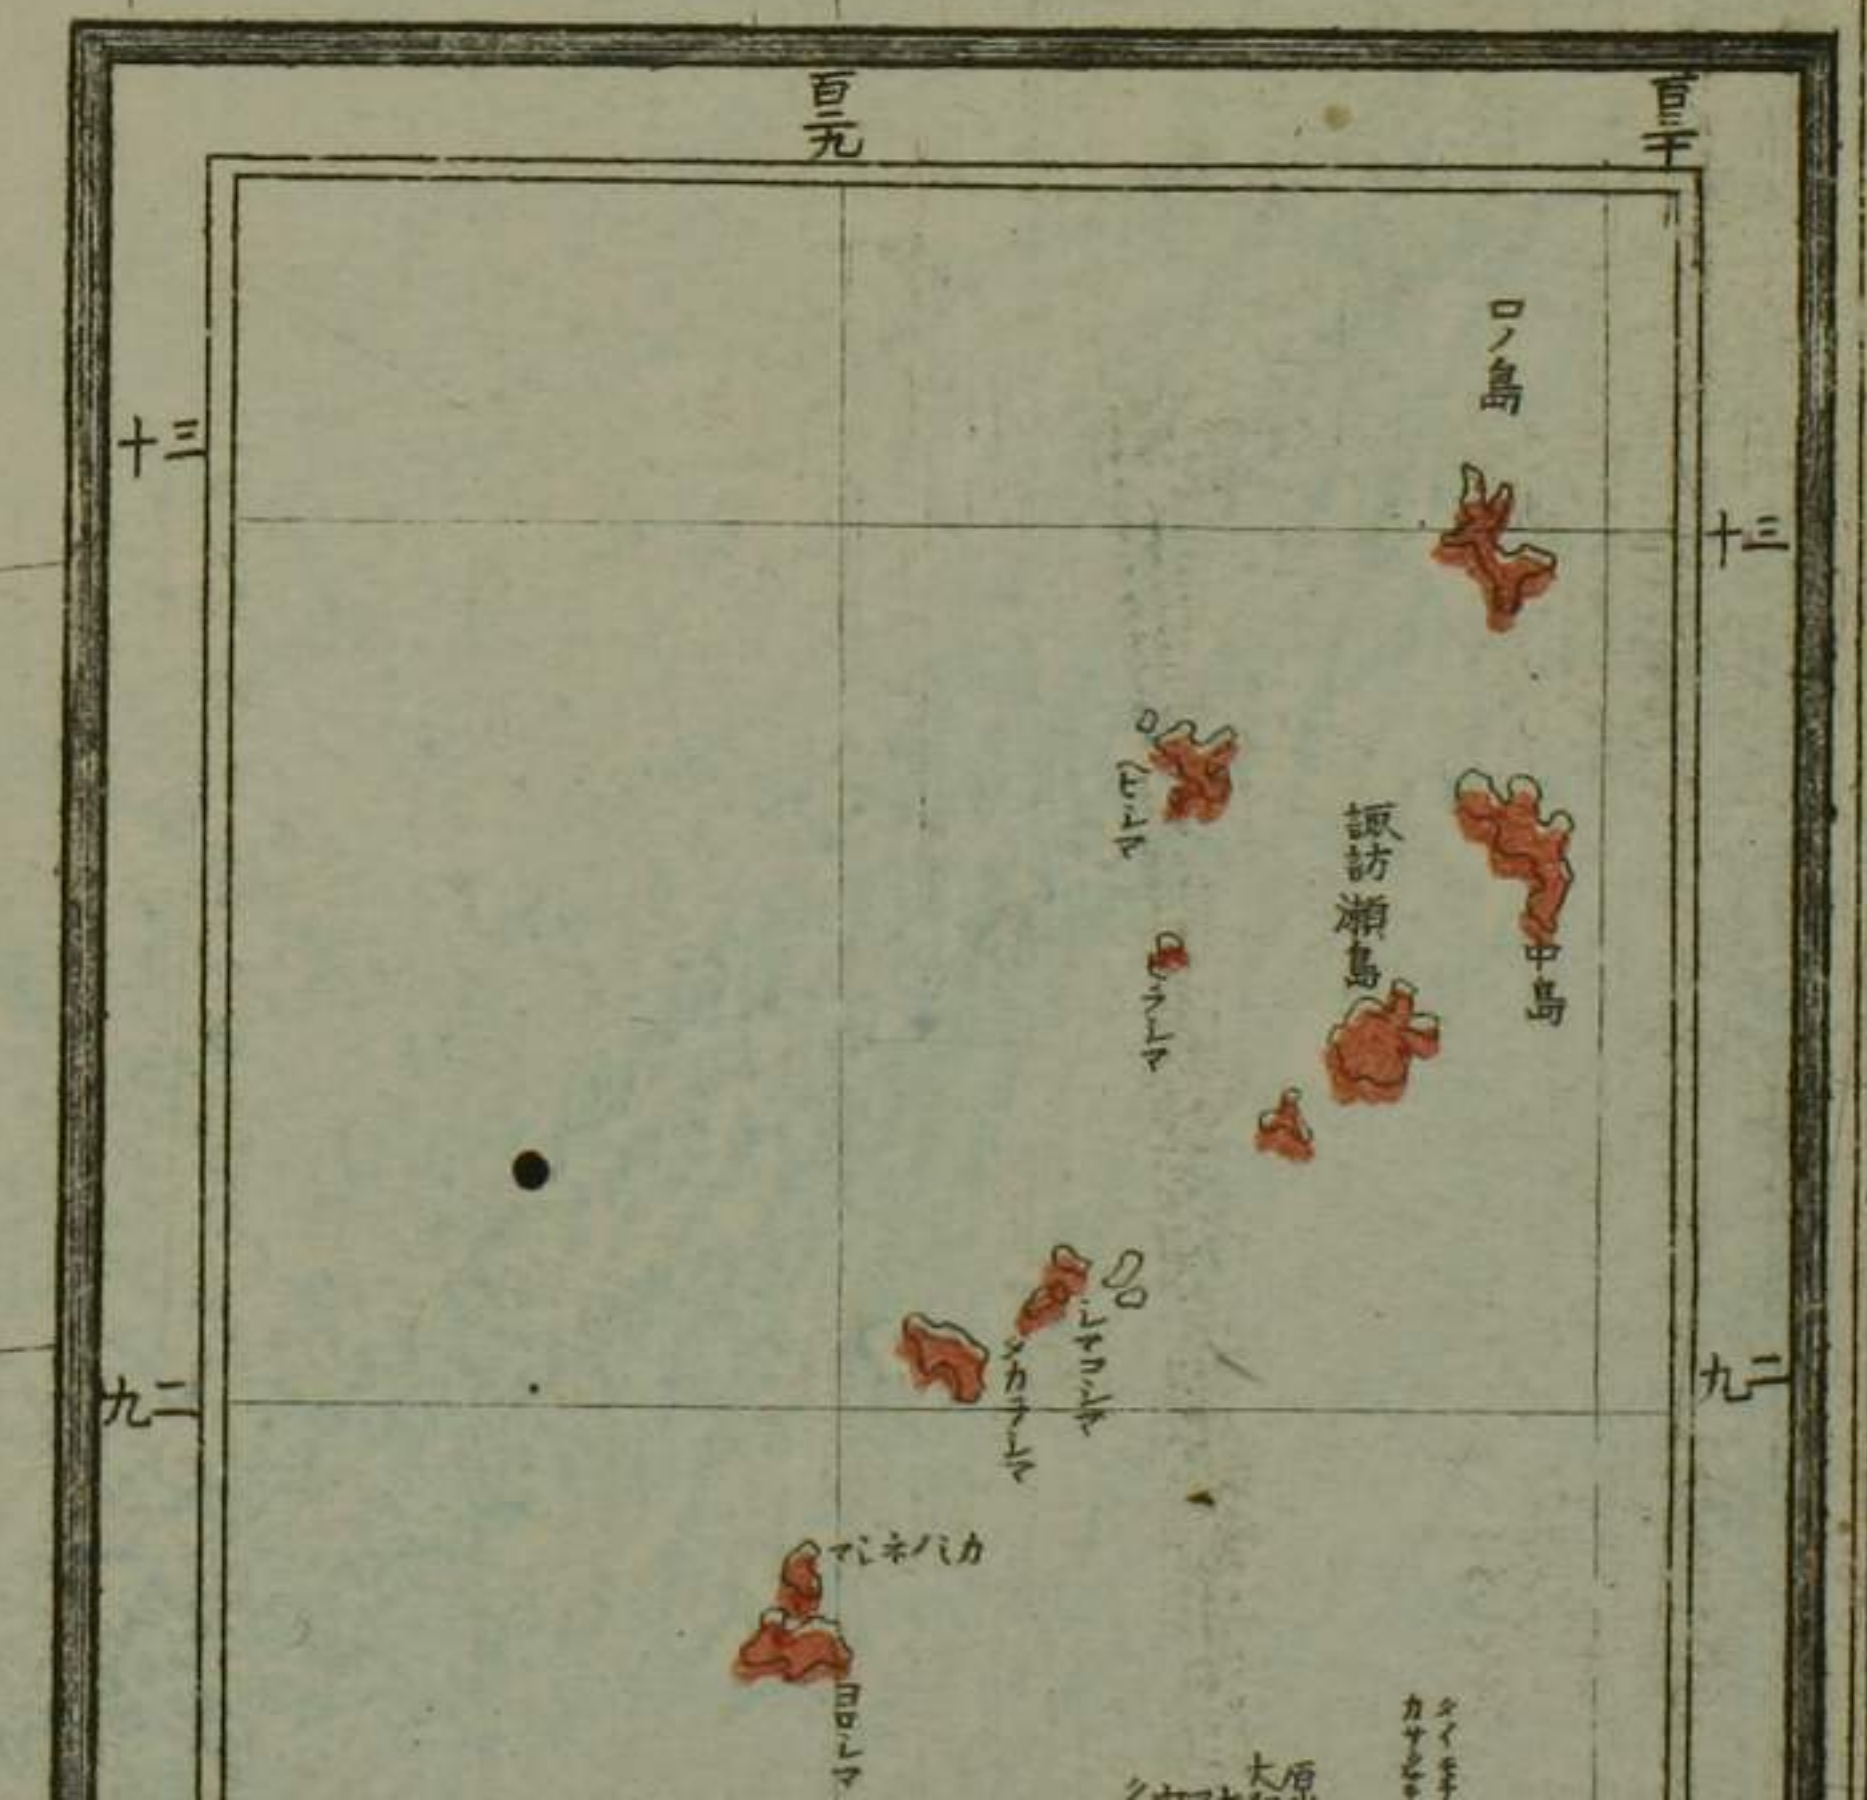 百二九
百三十
三十
三十
口ノ島
ヘヒシマ
諏訪瀬島
中島
ヒラシマ
二九
二九
シマコシマ
タカラシマ
カミノネシマ
ヨロシマ